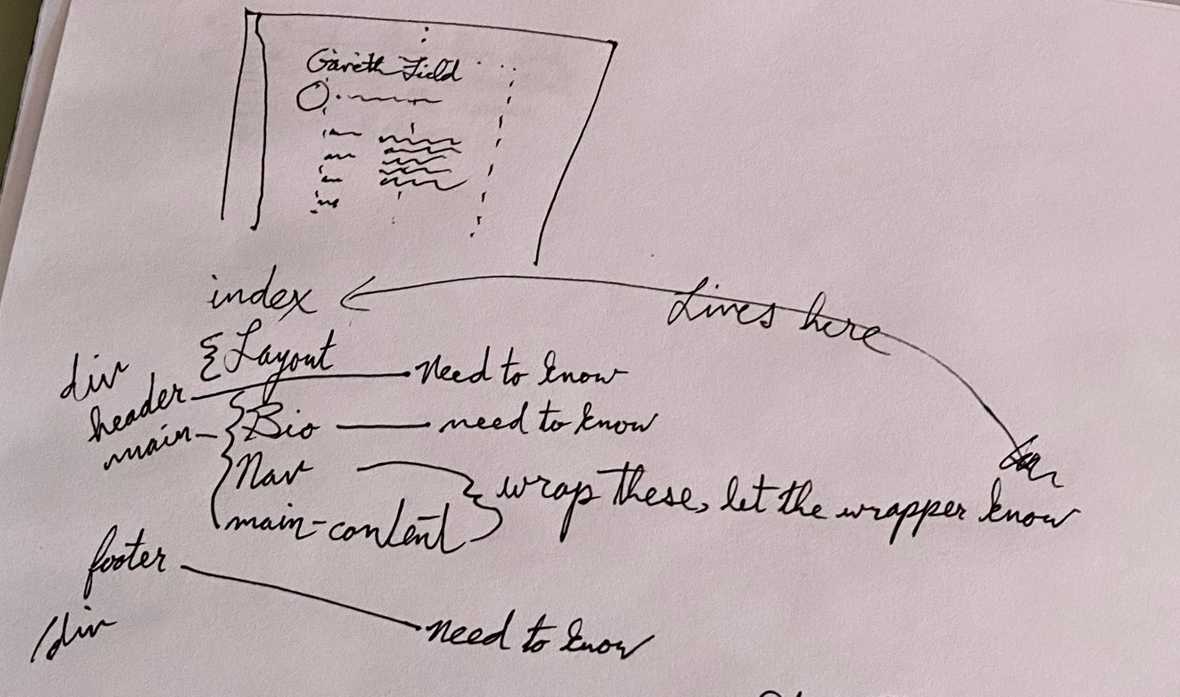 Gareth Field
index
Lives here
{Layout
div
header
need to know
main
Bio
need to know
Nav
main-content
wrap these, let the wrapper know
footer
need to know
/div